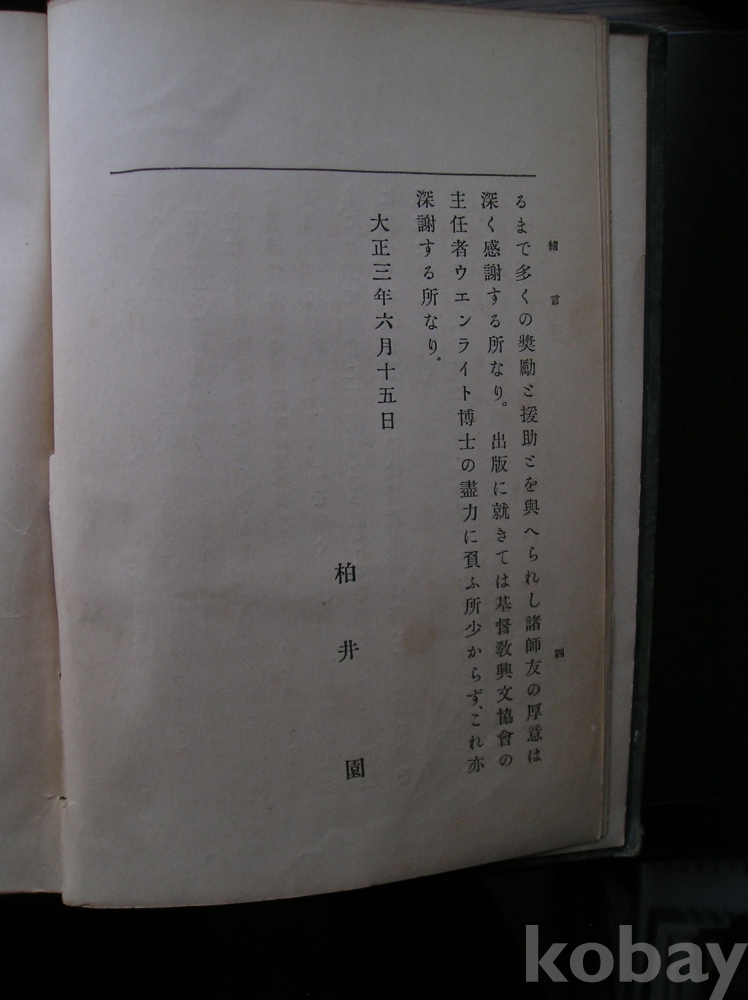 緒言
四
るまで多くの奬勵と援助とを與へられし諸師友の厚意は
深く感謝する所なり。出版に就きては基督敎興文協會の
主任者ウエンライト博士の盡力に負ふ所少からず、これ亦
深謝する所なり。
大正三年六月十五日
柏井園
kobay